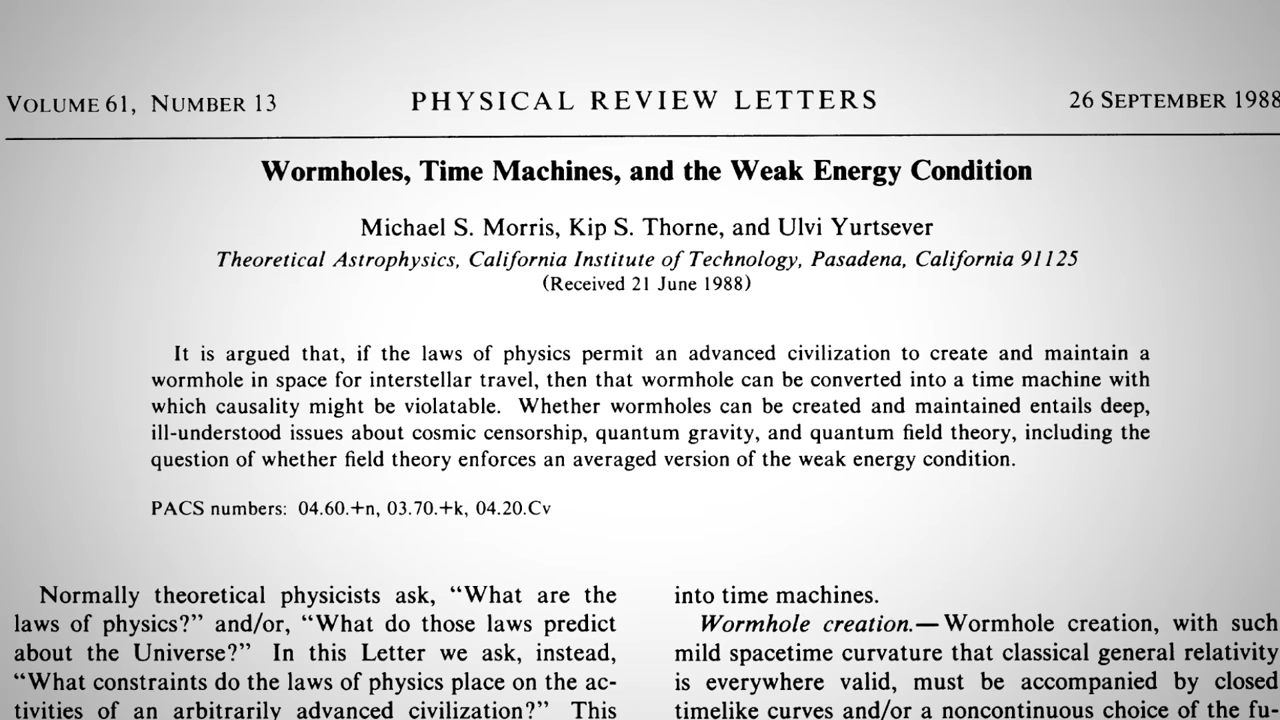 VOLUME 61, NUMBER 13
PHYSICAL REVIEW LETTERS
26 SEPTEMBER 1988
Wormholes, Time Machines, and the Weak Energy Condition
Michael S. Morris, Kip S. Thorne, and Ulvi Yurtsever
Theoretical Astrophysics, California Institute of Technology, Pasadena, California 91125
(Received 21 June 1988)
It is argued that, if the laws of physics permit an advanced civilization to create and maintain a
wormhole in space for interstellar travel, then that wormhole can be converted into a time machine with
which causality might be violatable. Whether wormholes can be created and maintained entails deep,
ill-understood issues about cosmic censorship, quantum gravity, and quantum field theory, including the
question of whether field theory enforces an averaged version of the weak energy condition.
PACS numbers: 04.60.+n, 03.70.+k, 04.20.Cv
Normally theoretical physicists ask, “What are the
laws of physics?” and/or, “What do those laws predict
about the Universe?” In this Letter we ask, instead,
“What constraints do the laws of physics place on the ac-
tivities of an arbitrarily advanced civilization?” This
into time machines.
Wormhole creation.—Wormhole creation, with such
mild spacetime curvature that classical general relativity
is everywhere valid, must be accompanied by closed
timelike curves and/or a noncontinuous choice of the fu-